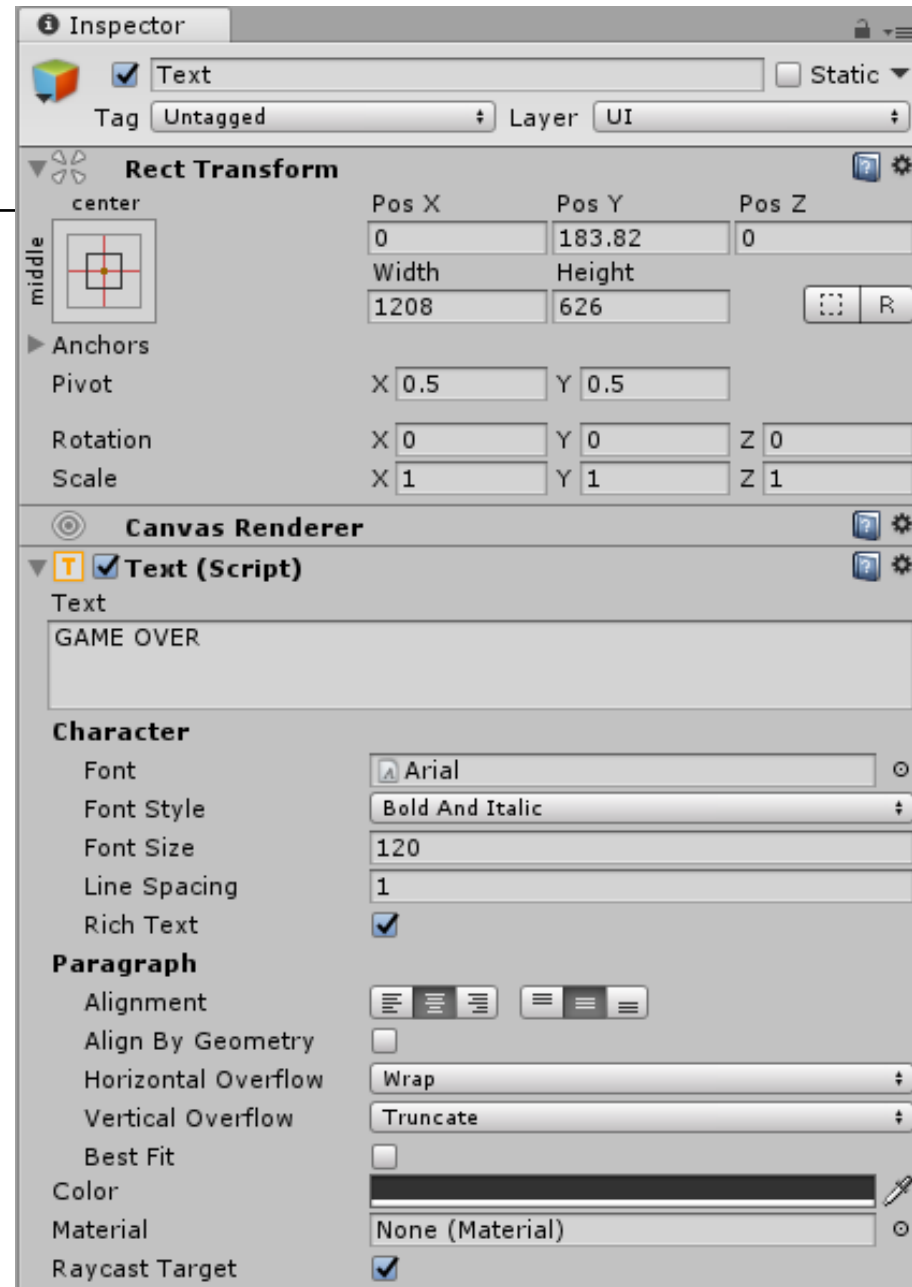 Inspector
Text Static
Tag Untagged Layer UI
Rect Transform
center Pos X Pos Y Pos Z
middle 0 183.82 0
Width Height
1208 626 R
Anchors
Pivot X 0.5 Y 0.5
Rotation X 0 Y 0 Z 0
Scale X 1 Y 1 Z 1
Canvas Renderer
T Text (Script)
Text
GAME OVER
Character
Font Arial
Font Style Bold And Italic
Font Size 120
Line Spacing 1
Rich Text
Paragraph
Alignment
Align By Geometry
Horizontal Overflow Wrap
Vertical Overflow Truncate
Best Fit
Color
Material None (Material)
Raycast Target